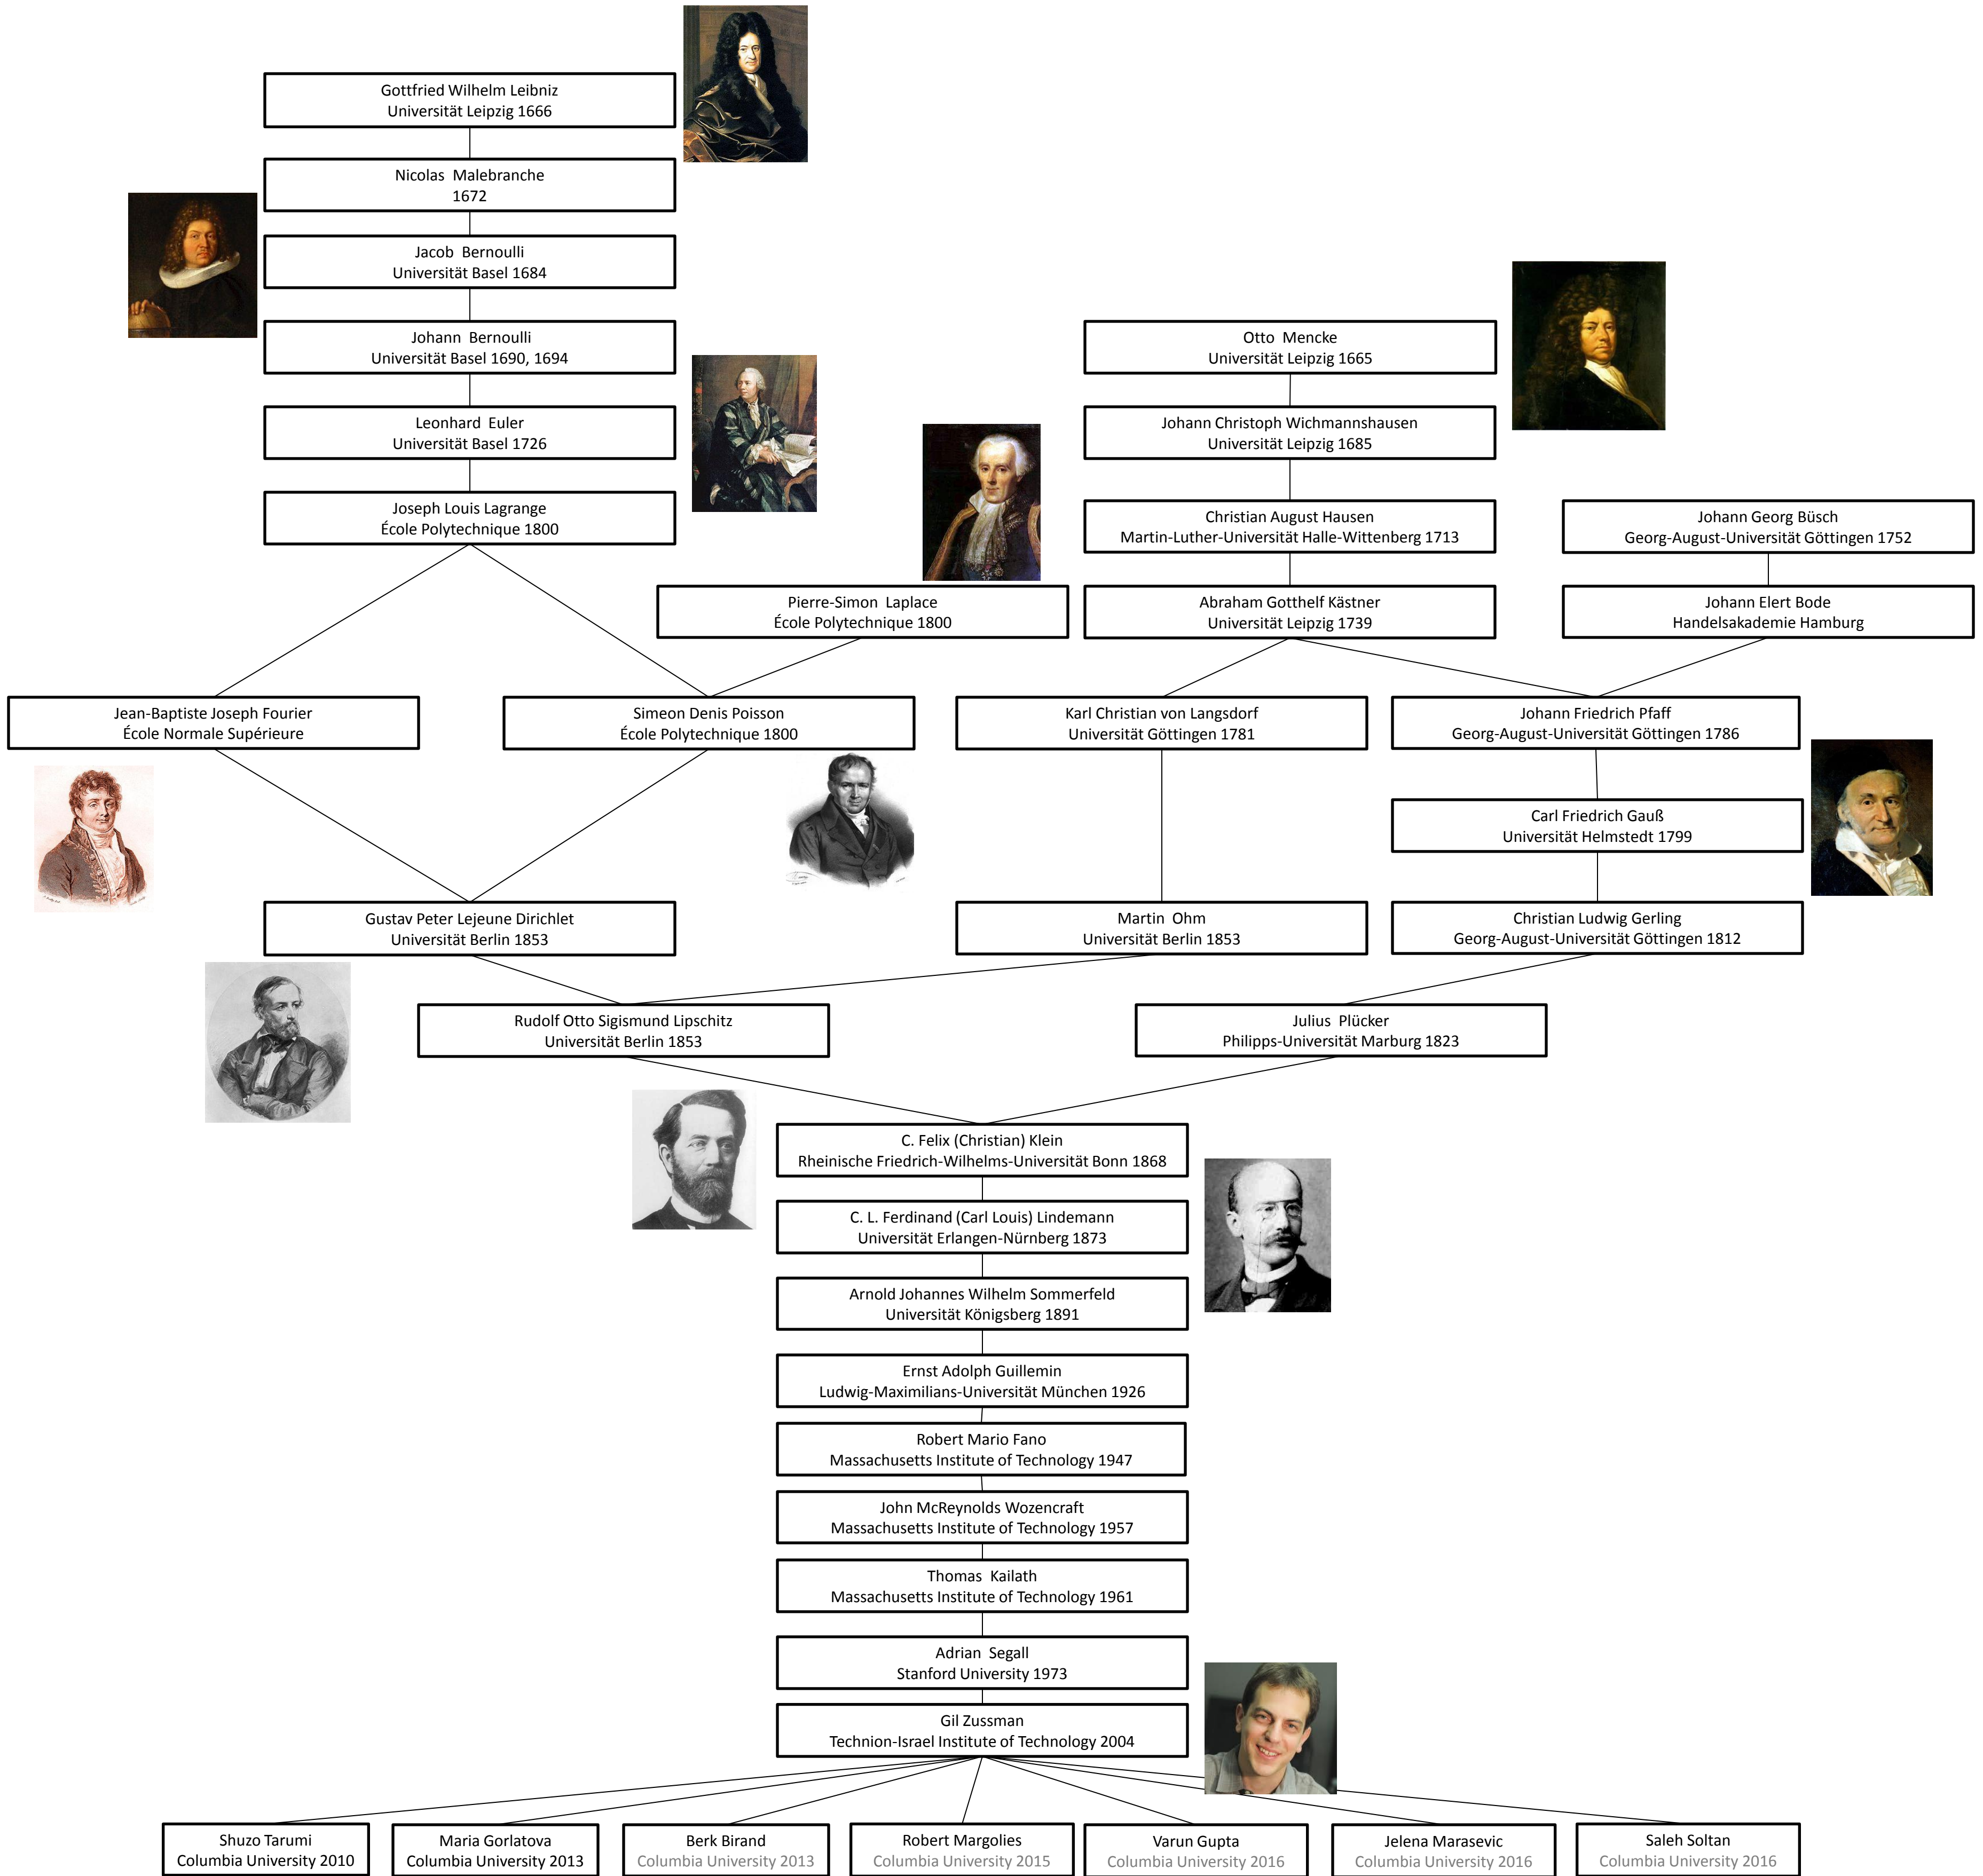 Gottfried Wilhelm Leibniz
Universität Leipzig 1666
Nicolas Malebranche
1672
Jacob Bernoulli
Universität Basel 1684
Johann Bernoulli
Universität Basel 1690, 1694
Otto Mencke
Universität Leipzig 1665
Leonhard Euler
Universität Basel 1726
Johann Christoph Wichmannshausen
Universität Leipzig 1685
Joseph Louis Lagrange
École Polytechnique 1800
Christian August Hausen
Martin-Luther-Universität Halle-Wittenberg 1713
Johann Georg Büsch
Georg-August-Universität Göttingen 1752
Pierre-Simon Laplace
École Polytechnique 1800
Abraham Gotthelf Kästner
Universität Leipzig 1739
Johann Elert Bode
Handelsakademie Hamburg
Jean-Baptiste Joseph Fourier
École Normale Supérieure
Simeon Denis Poisson
École Polytechnique 1800
Karl Christian von Langsdorf
Universität Göttingen 1781
Johann Friedrich Pfaff
Georg-August-Universität Göttingen 1786
Carl Friedrich Gauß
Universität Helmstedt 1799
Gustav Peter Lejeune Dirichlet
Universität Berlin 1853
Martin Ohm
Universität Berlin 1853
Christian Ludwig Gerling
Georg-August-Universität Göttingen 1812
Rudolf Otto Sigismund Lipschitz
Universität Berlin 1853
Julius Plücker
Philipps-Universität Marburg 1823
C. Felix (Christian) Klein
Rheinische Friedrich-Wilhelms-Universität Bonn 1868
C. L. Ferdinand (Carl Louis) Lindemann
Universität Erlangen-Nürnberg 1873
Arnold Johannes Wilhelm Sommerfeld
Universität Königsberg 1891
Ernst Adolph Guillemin
Ludwig-Maximilians-Universität München 1926
Robert Mario Fano
Massachusetts Institute of Technology 1947
John McReynolds Wozencraft
Massachusetts Institute of Technology 1957
Thomas Kailath
Massachusetts Institute of Technology 1961
Adrian Segall
Stanford University 1973
Gil Zussman
Technion-Israel Institute of Technology 2004
Shuzo Tarumi
Columbia University 2010
Maria Gorlatova
Columbia University 2013
Berk Birand
Columbia University 2013
Robert Margolies
Columbia University 2015
Varun Gupta
Columbia University 2016
Jelena Marasevic
Columbia University 2016
Saleh Soltan
Columbia University 2016